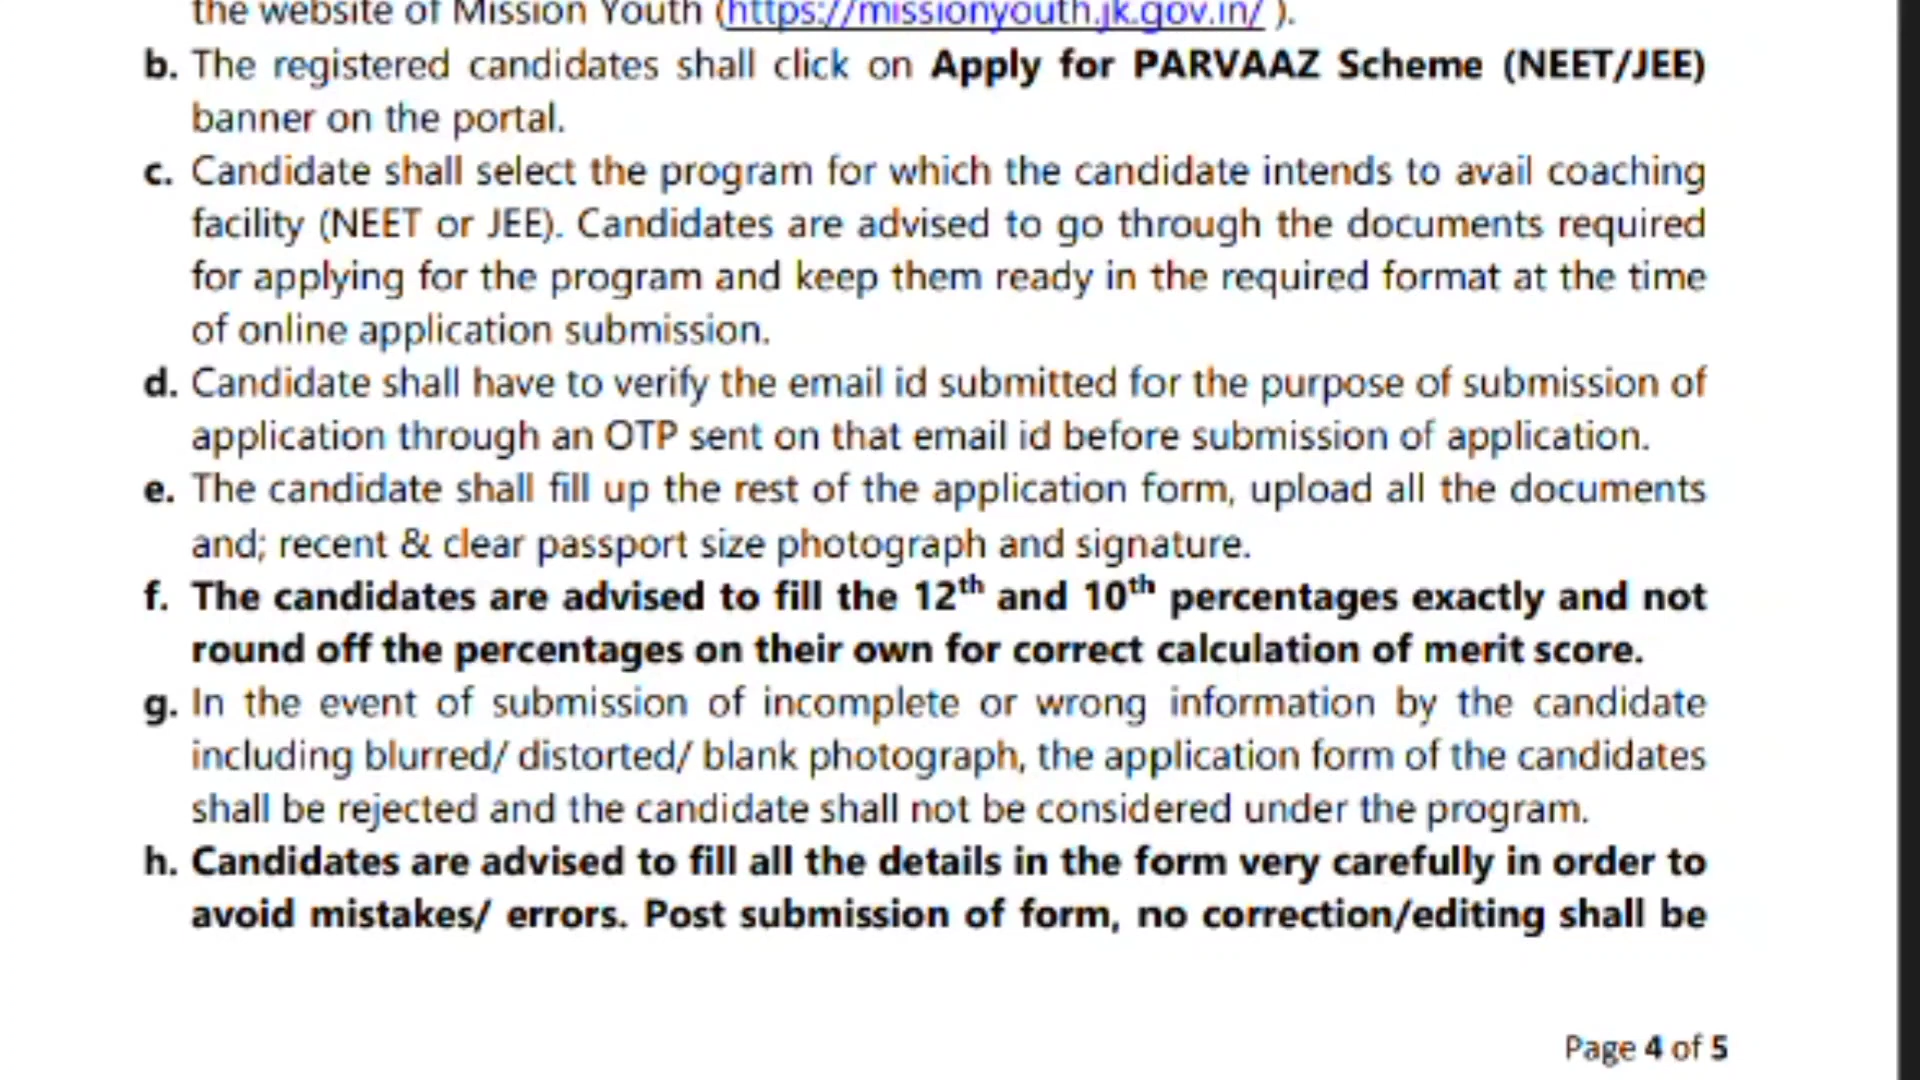 the website of Mission Youth (https://missionyouth.jk.gov.in/ ).
b. The registered candidates shall click on Apply for PARVAAZ Scheme (NEET/JEE)
banner on the portal.
c. Candidate shall select the program for which the candidate intends to avail coaching
facility (NEET or JEE). Candidates are advised to go through the documents required
for applying for the program and keep them ready in the required format at the time
of online application submission.
d. Candidate shall have to verify the email id submitted for the purpose of submission of
application through an OTP sent on that email id before submission of application.
e. The candidate shall fill up the rest of the application form, upload all the documents
and; recent & clear passport size photograph and signature.
f. The candidates are advised to fill the 12th and 10th percentages exactly and not
round off the percentages on their own for correct calculation of merit score.
g. In the event of submission of incomplete or wrong information by the candidate
including blurred/ distorted/ blank photograph, the application form of the candidates
shall be rejected and the candidate shall not be considered under the program.
h. Candidates are advised to fill all the details in the form very carefully in order to
avoid mistakes/ errors. Post submission of form, no correction/editing shall be
Page 4 of 5